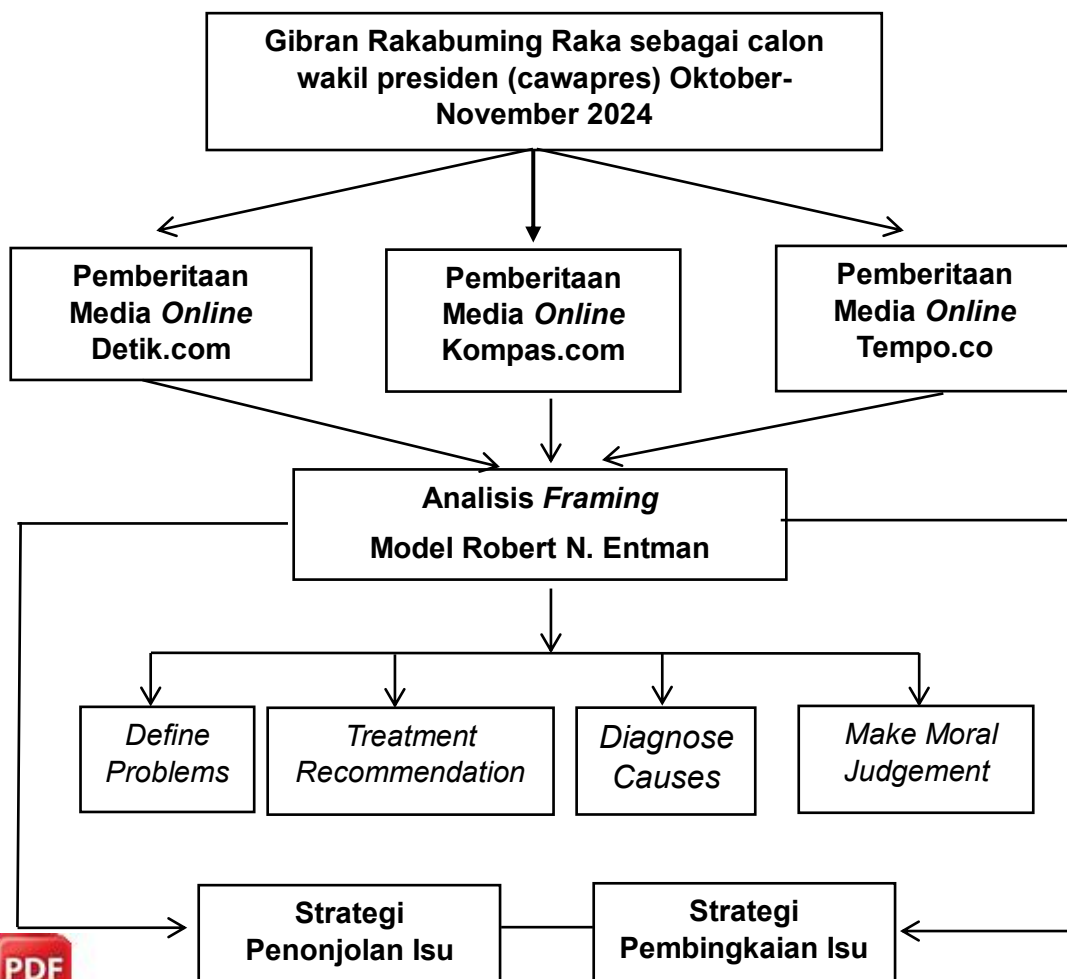 Gibran Rakabuming Raka sebagai calon
wakil presiden (cawapres) Oktober-
November 2024
Pemberitaan
Media Online
Detik.com
Pemberitaan
Media Online
Kompas.com
Pemberitaan
Media Online
Tempo.co
Analisis Framing
Model Robert N. Entman
Define
Problems
Treatment
Recommendation
Diagnose
Causes
Make Moral
Judgement
Strategi
Penonjolan Isu
Strategi
Pembingkaian Isu
PDF